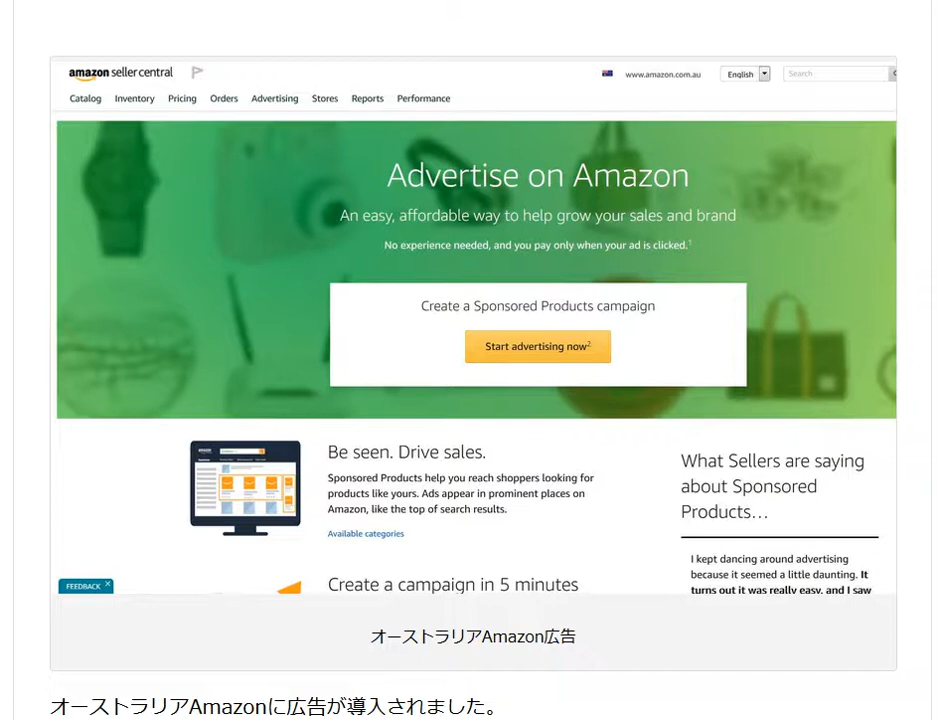 amazon seller central
www.amazon.com.au English Search
Catalog Inventory Pricing Orders Advertising Stores Reports Performance
Advertise on Amazon
An easy, affordable way to help grow your sales and brand
No experience needed, and you pay only when your ad is clicked.1
Create a Sponsored Products campaign
Start advertising now2
Be seen. Drive sales.
Sponsored Products help you reach shoppers looking for
products like yours. Ads appear in prominent places on
Amazon, like the top of search results.
Available categories
Create a campaign in 5 minutes
What Sellers are saying
about Sponsored
Products…
I kept dancing around advertising
because it seemed a little daunting. It
turns out it was really easy, and I saw
FEEDBACK
オーストラリアAmazon広告
オーストラリアAmazonに広告が導入されました。